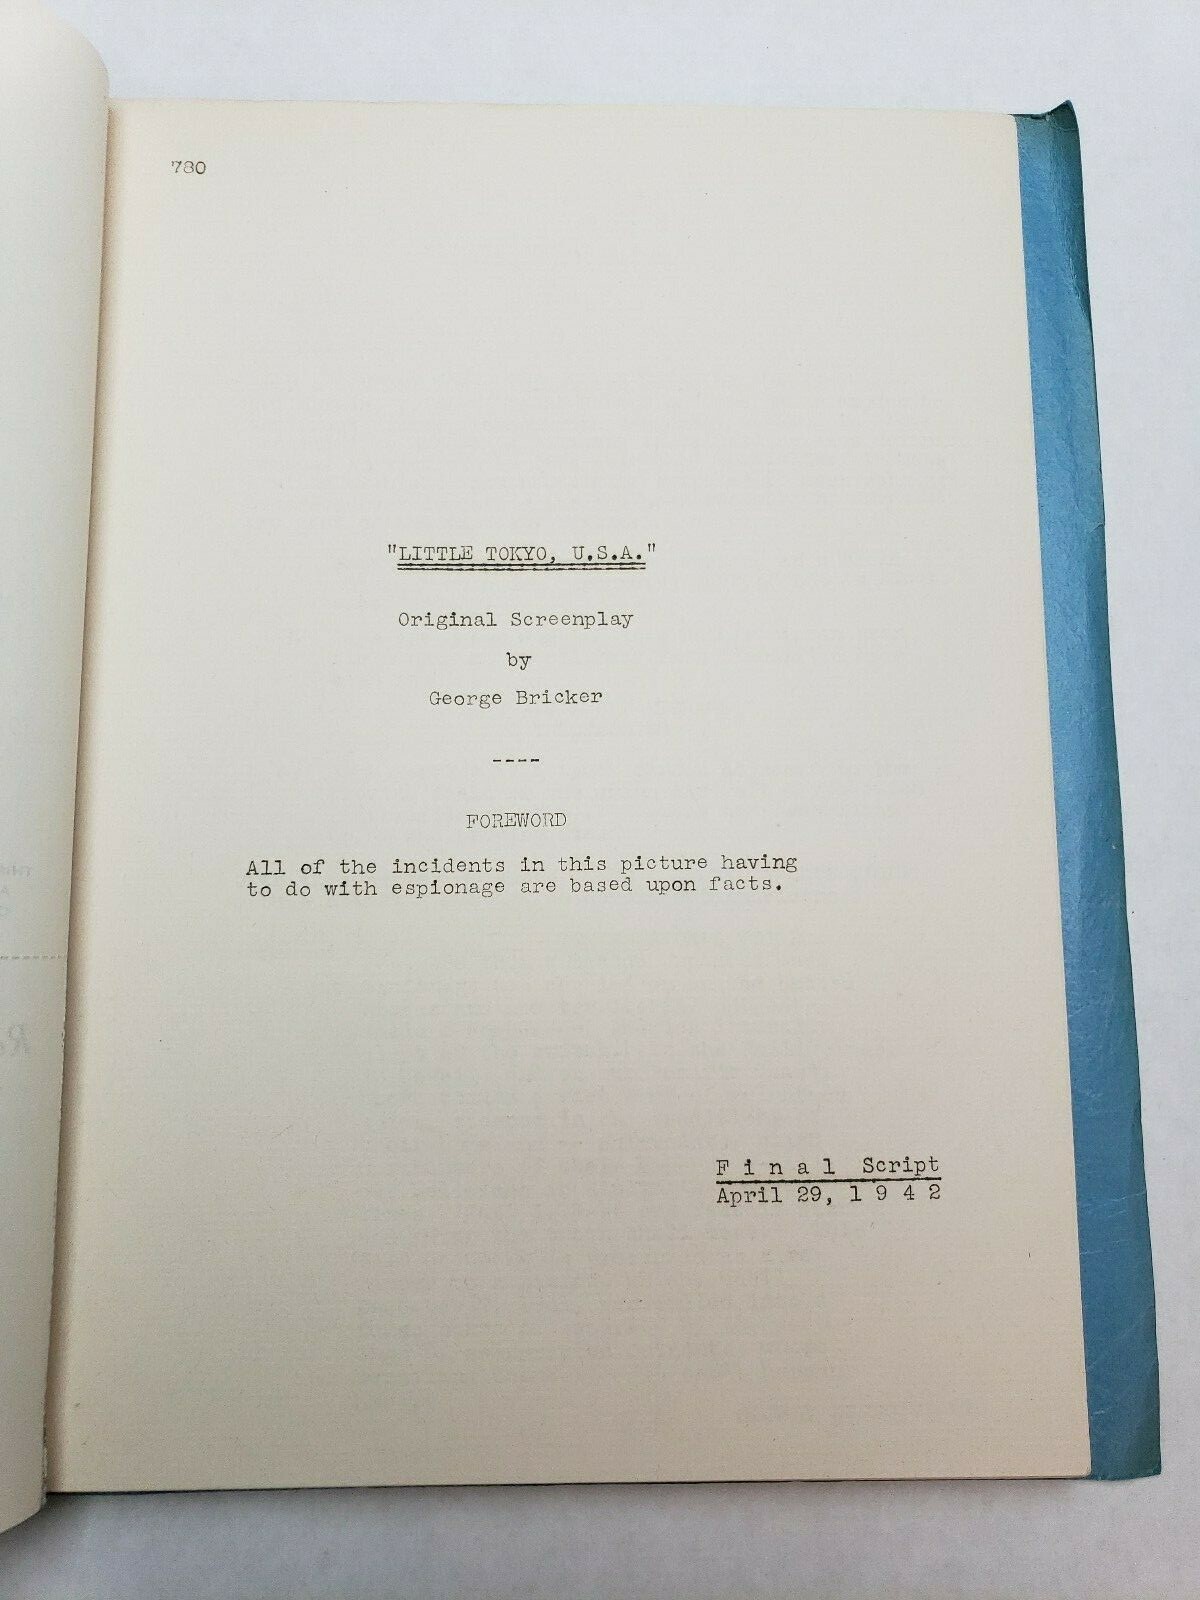 780
"LITTLE TOKYO, U.S.A."
Original Screenplay
by
George Bricker
----
FOREWORD
All of the incidents in this picture having
to do with espionage are based upon facts.
F i n a l Script
April 29, 1 9 4 2